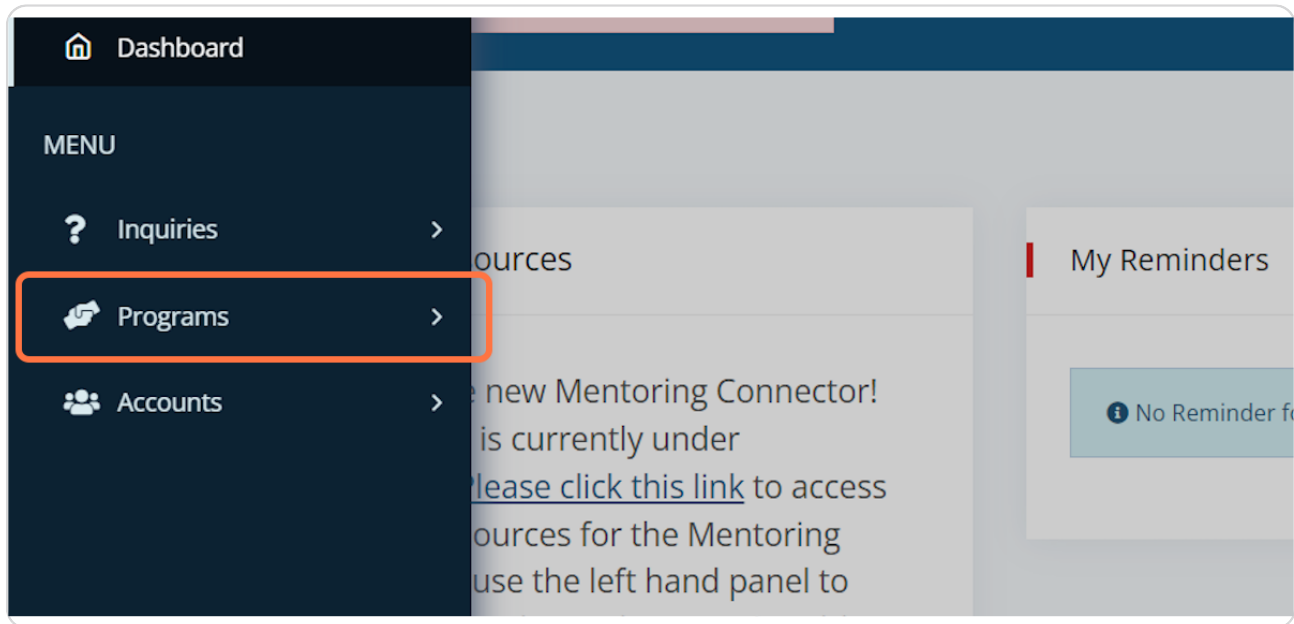 Dashboard
MENU
Inquiries
Programs
Accounts
ources
new Mentoring Connector!
is currently under
lease click this link to access
ources for the Mentoring
use the left hand panel to
My Reminders
No Reminder fo